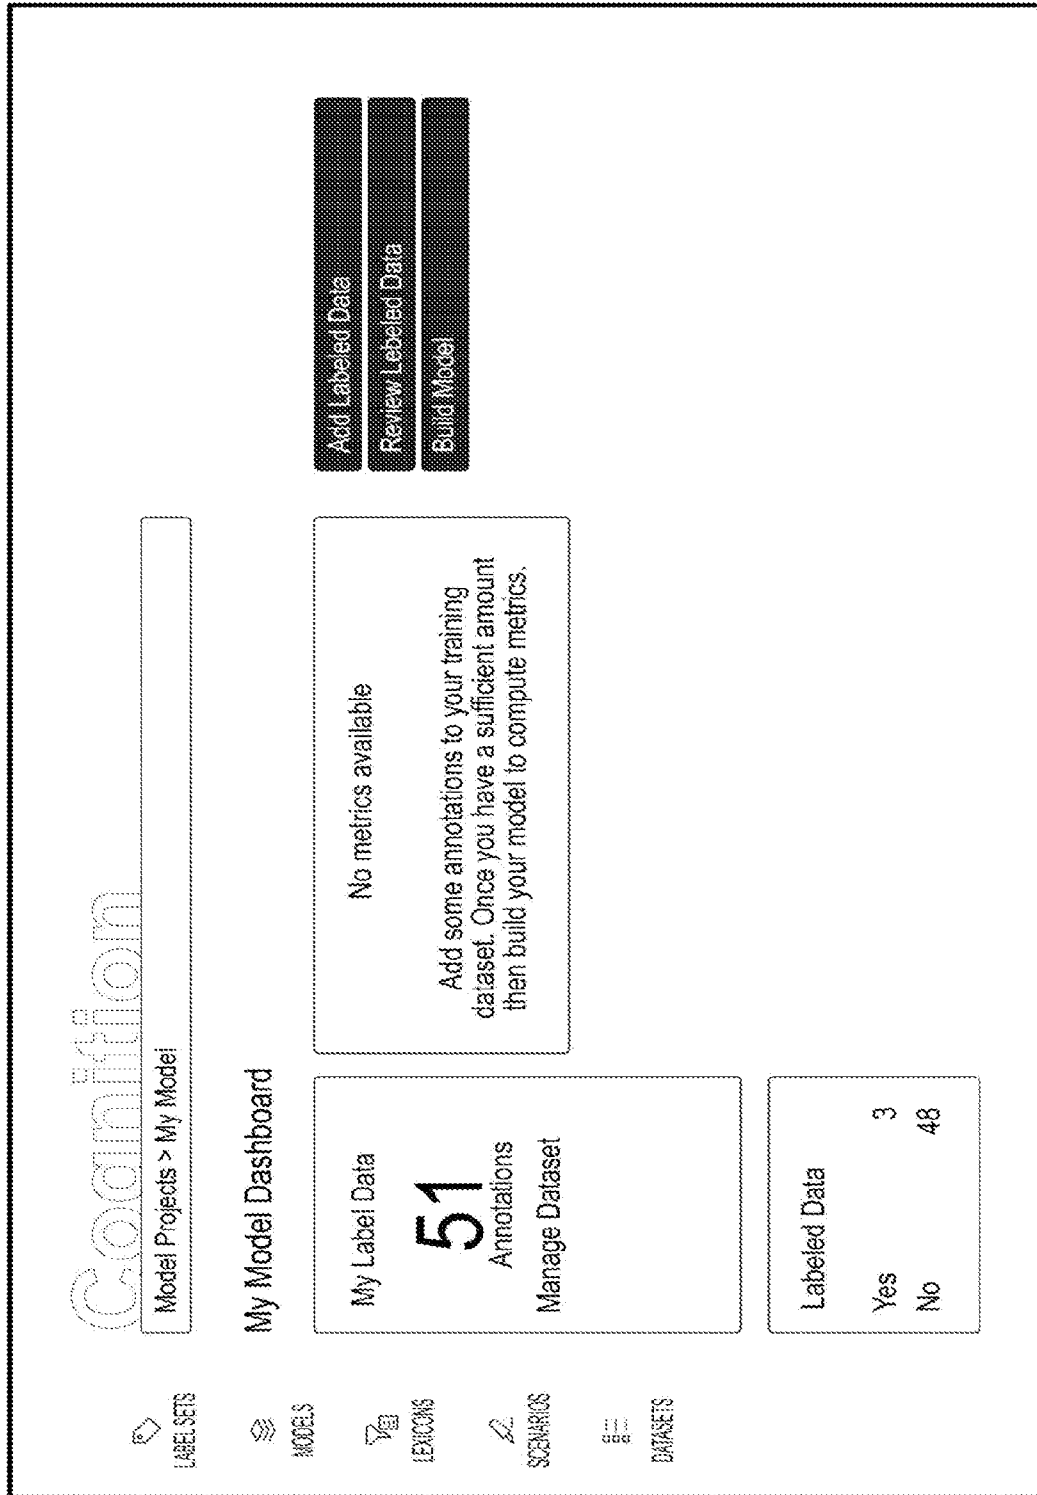 Cognition
Model Projects > My Model
LABEL SETS
MODELS
LEXICONS
SCENARIOS
DATASETS
My Model Dashboard
My Label Data
51
Annotations
Manage Dataset
No metrics available
Add some annotations to your training
dataset. Once you have a sufficient amount
then build your model to compute metrics.
Add Labeled Data
Review Lebeled Data
Build Model
Labeled Data
Yes 3
No 48